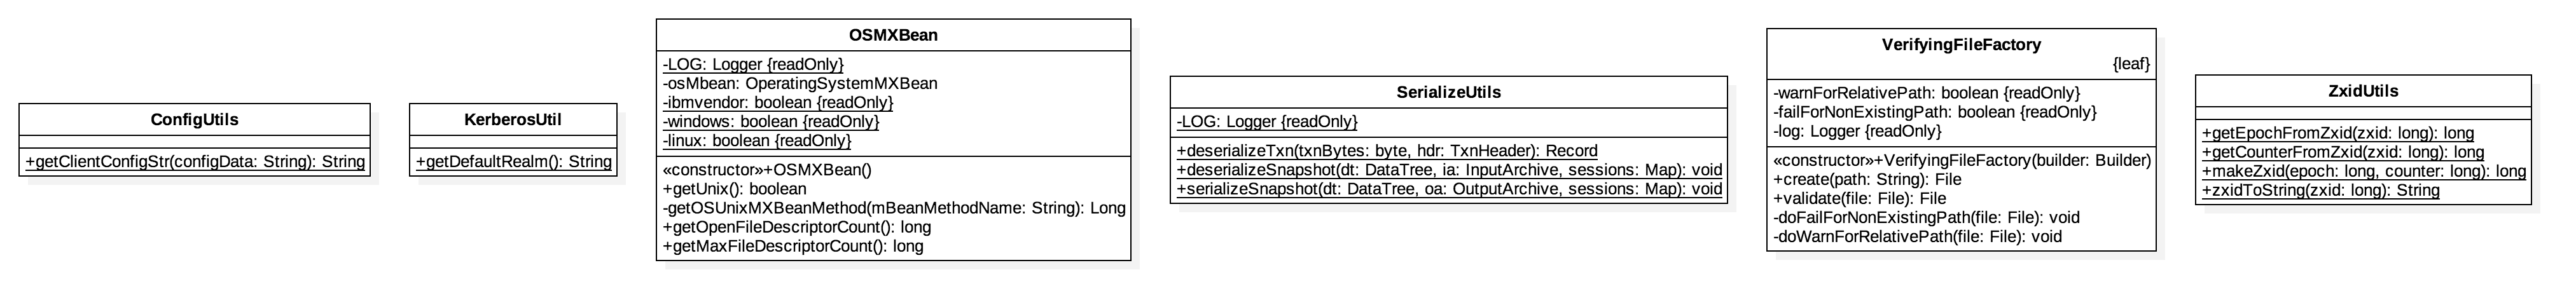 ConfigUtils
+getClientConfigStr(configData: String): String
KerberosUtil
+getDefaultRealm(): String
OSMXBean
-LOG: Logger {readOnly}
-osMbean: OperatingSystemMXBean
-ibmvendor: boolean {readOnly}
-windows: boolean {readOnly}
-linux: boolean {readOnly}
«constructor»+OSMXBean()
+getUnix(): boolean
-getOSUnixMXBeanMethod(mBeanMethodName: String): Long
+getOpenFileDescriptorCount(): long
+getMaxFileDescriptorCount(): long
SerializeUtils
-LOG: Logger {readOnly}
+deserializeTxn(txnBytes: byte, hdr: TxnHeader): Record
+deserializeSnapshot(dt: DataTree, ia: InputArchive, sessions: Map): void
+serializeSnapshot(dt: DataTree, oa: OutputArchive, sessions: Map): void
VerifyingFileFactory
{leaf}
-warnForRelativePath: boolean {readOnly}
-failForNonExistingPath: boolean {readOnly}
-log: Logger {readOnly}
«constructor»+VerifyingFileFactory(builder: Builder)
+create(path: String): File
+validate(file: File): File
-doFailForNonExistingPath(file: File): void
-doWarnForRelativePath(file: File): void
ZxidUtils
+getEpochFromZxid(zxid: long): long
+getCounterFromZxid(zxid: long): long
+makeZxid(epoch: long, counter: long): long
+zxidToString(zxid: long): String